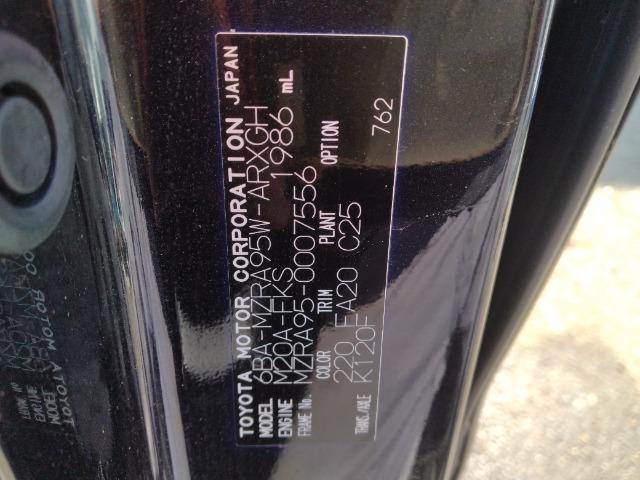 TOYOTA MOTOR CORPORATION JAPAN
MODEL 6BA-MZRA95W-ARXGH
ENGINE M20A-FKS 1986 mL
FRAME No. MZRA95-0007556
COLOR TRIM PLANT OPTION
220 FA20 C25 762
TRANS/AXLE K120F